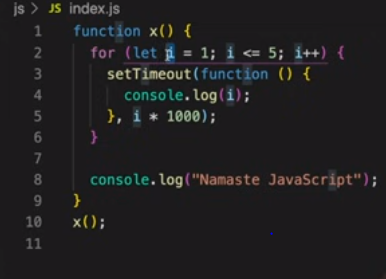 js > JS index.js
1 function x() {
2 for (let i = 1; i <= 5; i++) {
3 setTimeout(function () {
4 console.log(i);
5 }, i * 1000);
6 }
7
8 console.log("Namaste JavaScript");
9 }
10 x();
11